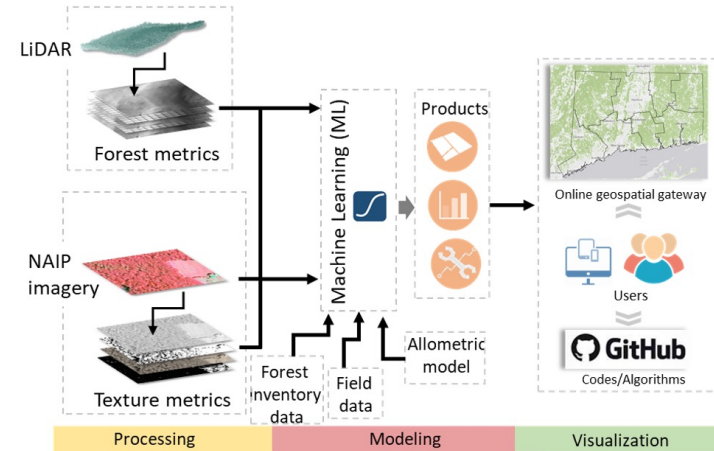 LiDAR
Forest metrics
NAIP
imagery
Texture metrics
Machine Learning (ML)
Forest
inventory
data
Field
data
Allometric
model
Products
Online geospatial gateway
Users
GitHub
Codes/Algorithms
Processing
Modeling
Visualization